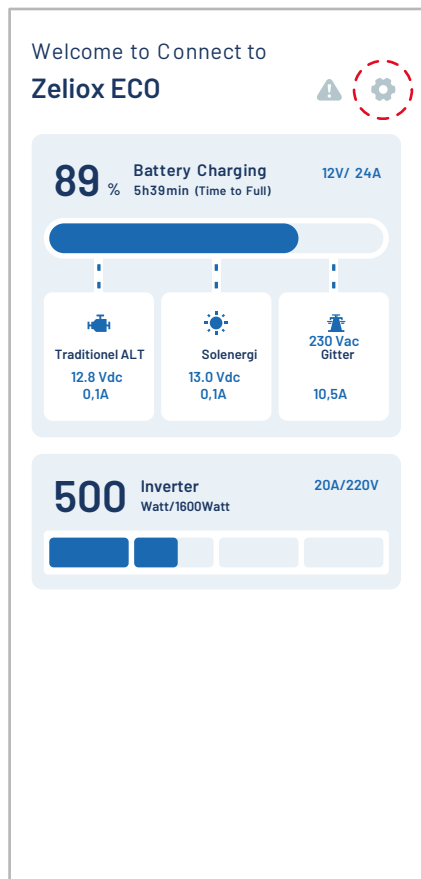 Welcome to Connect to
Zeliox ECO
89 % Battery Charging 12V/ 24A
5h39min (Time to Full)
Traditionel ALT
12.8 Vdc
0,1A
Solenergi
13.0 Vdc
0,1A
230 Vac
Gitter
10,5A
500 Inverter 20A/220V
Watt/1600Watt